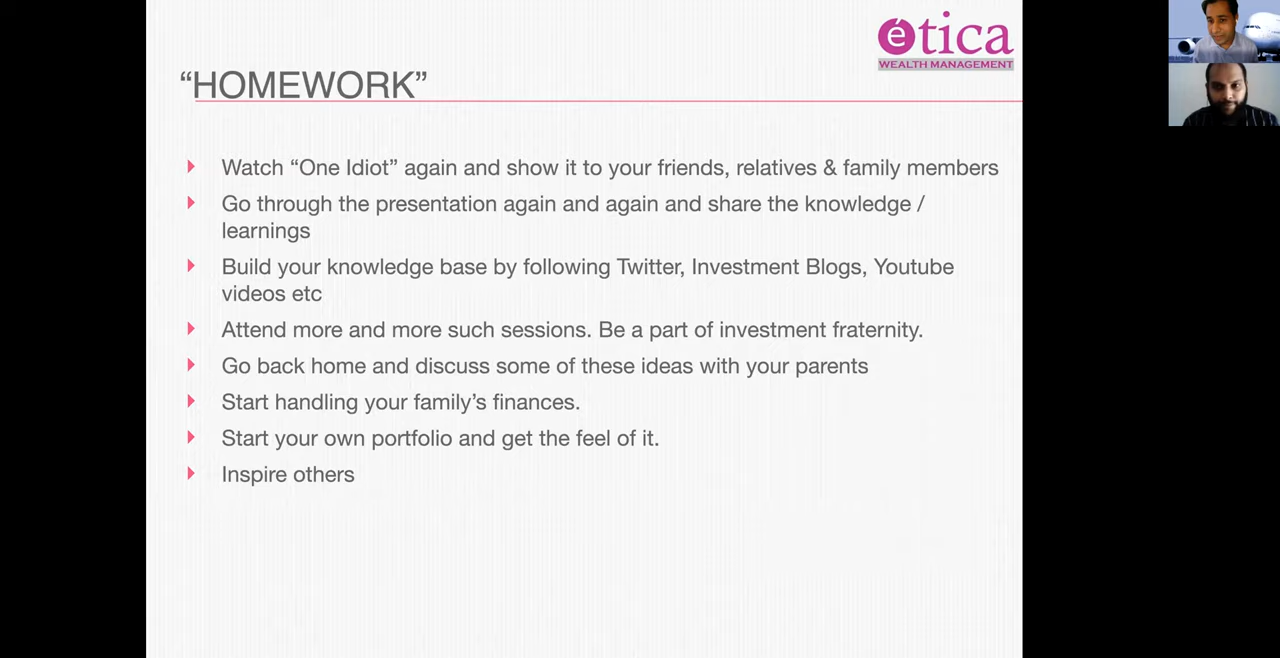 ética
WEALTH MANAGEMENT
“HOMEWORK”
Watch “One Idiot” again and show it to your friends, relatives & family members
Go through the presentation again and again and share the knowledge /
learnings
Build your knowledge base by following Twitter, Investment Blogs, Youtube
videos etc
Attend more and more such sessions. Be a part of investment fraternity.
Go back home and discuss some of these ideas with your parents
Start handling your family’s finances.
Start your own portfolio and get the feel of it.
Inspire others